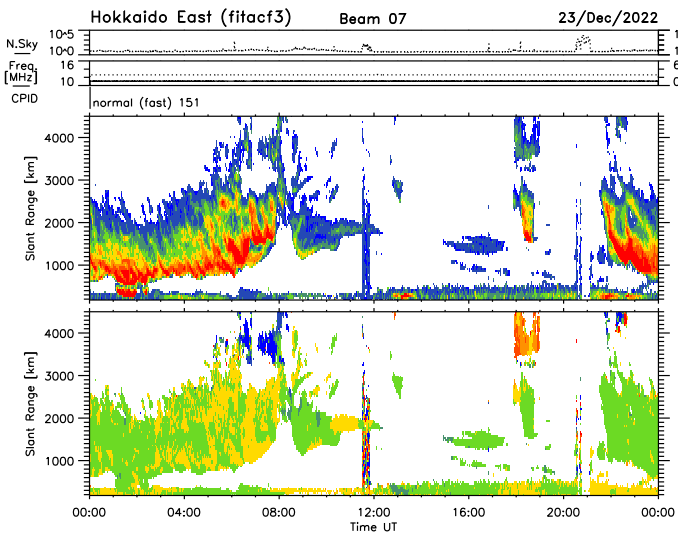 Hokkaido East (fitacf3) Beam 07 23/Dec/2022
N.Sky 10^5 10^0
Freq. [MHz] 16 10
CPID normal (fast) 151
Slant Range [km] 4000 3000 2000 1000
Slant Range [km] 4000 3000 2000 1000
00:00 04:00 08:00 12:00 16:00 20:00 00:00
Time UT